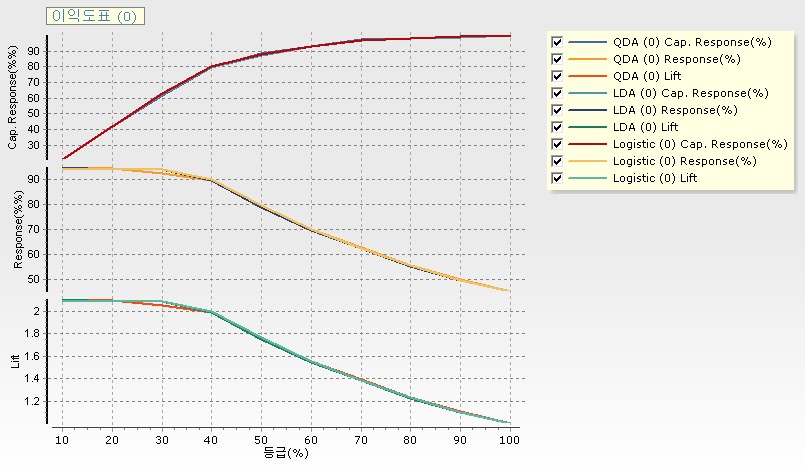 이익도표 (0)
Cap. Response(%%)
90
80
70
60
50
40
30
Response(%%)
90
80
70
60
50
Lift
2
1.8
1.6
1.4
1.2
10 20 30 40 50 60 70 80 90 100
등급(%)
QDA (0) Cap. Response(%)
QDA (0) Response(%)
QDA (0) Lift
LDA (0) Cap. Response(%)
LDA (0) Response(%)
LDA (0) Lift
Logistic (0) Cap. Response(%)
Logistic (0) Response(%)
Logistic (0) Lift